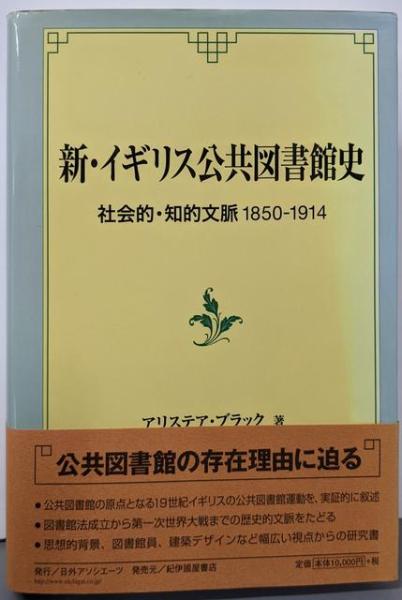 新・イギリス公共図書館史
社会的・知的文脈 1850-1914
アリステア・ブラック 著
公共図書館の存在理由に迫る
●公共図書館の原点となる19世紀イギリスの公共図書館運動を、実証的に叙述
●図書館法成立から第一次世界大戦までの歴史的文脈をたどる
●思想的背景、図書館員、建築デザインなど幅広い視点からの研究書
発行/日外アソシエーツ 発売元/紀伊國屋書店
定価 本体10,000円 +税
http://www.nichigai.co.jp/